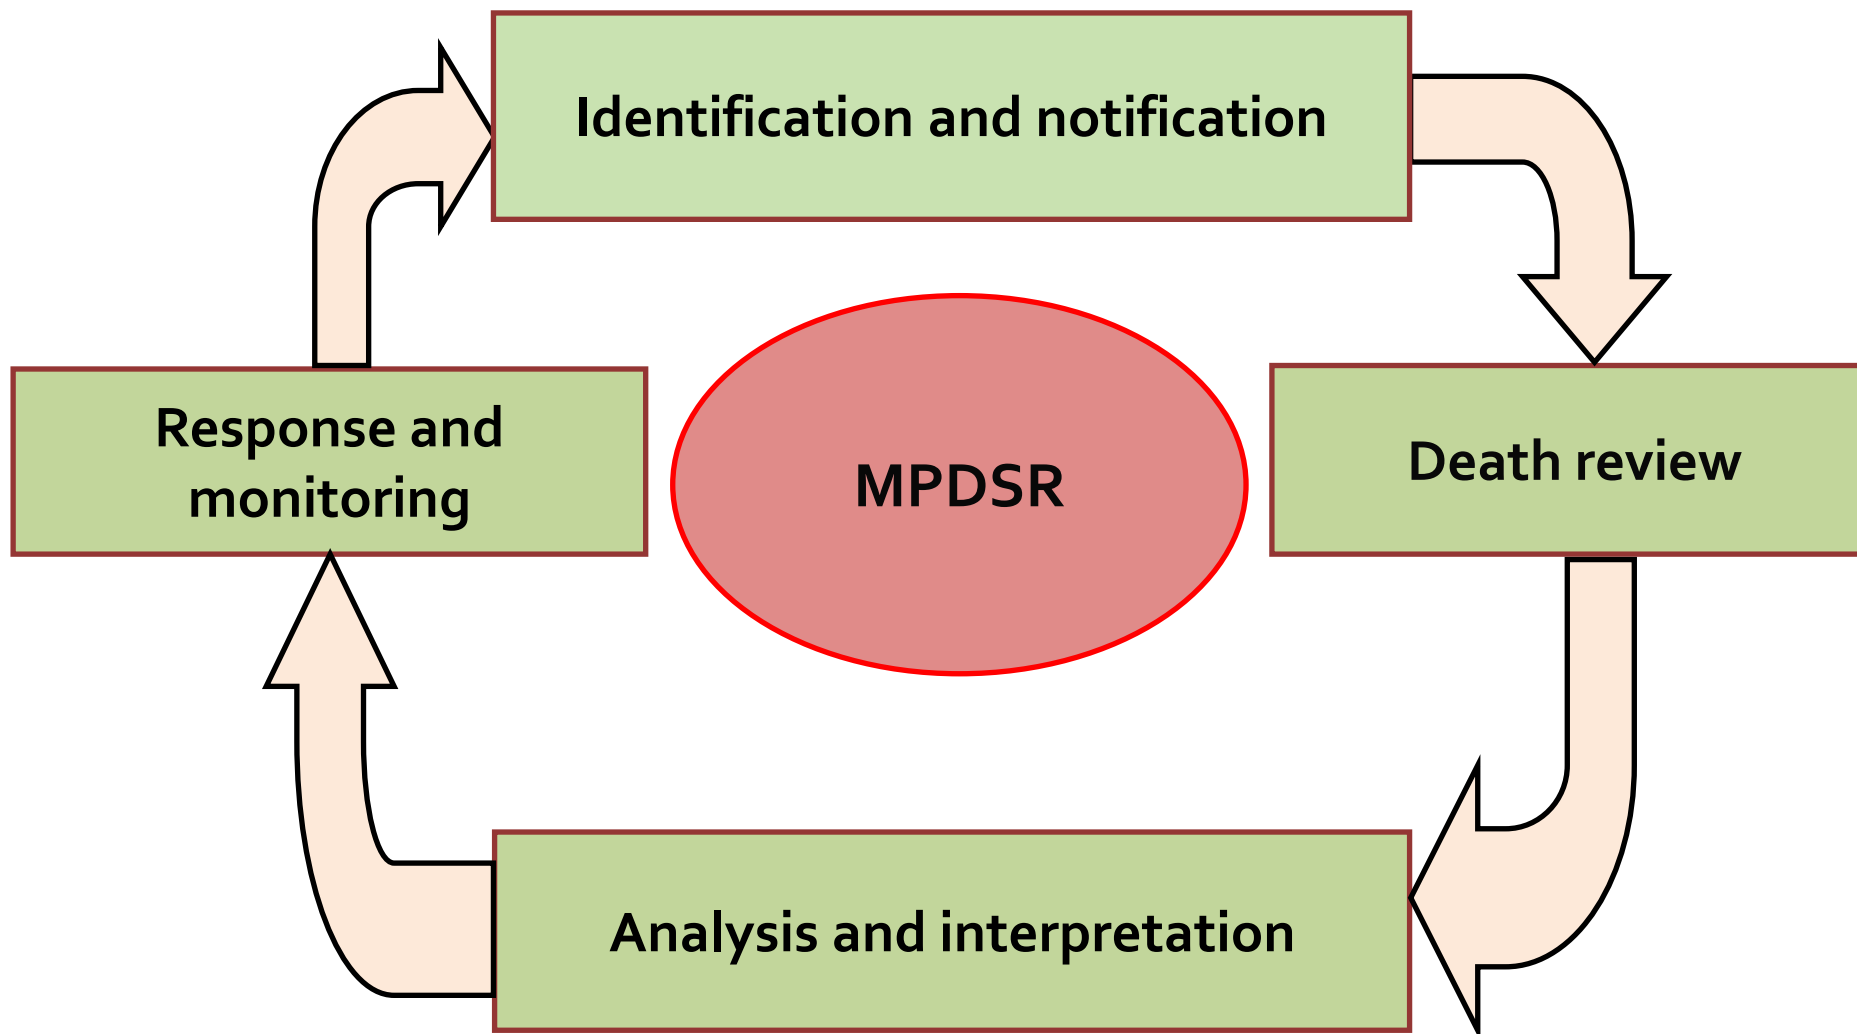 Identification and notification
Response and
monitoring
MPDSR
Death review
Analysis and interpretation